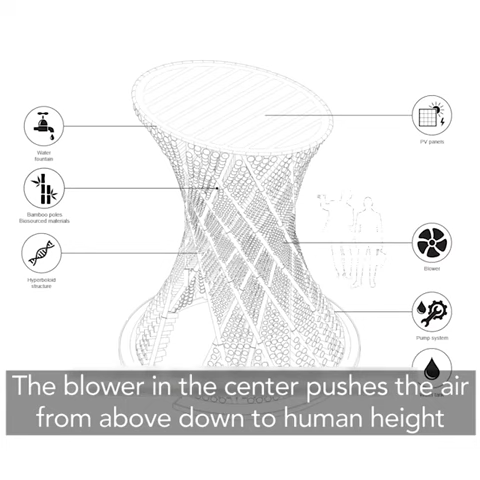 Water
fountain
PV panels
Bamboo poles
Biosourced materials
Blower
Hyperboloid
structure
Pump system
The blower in the center pushes the air
from above down to human height